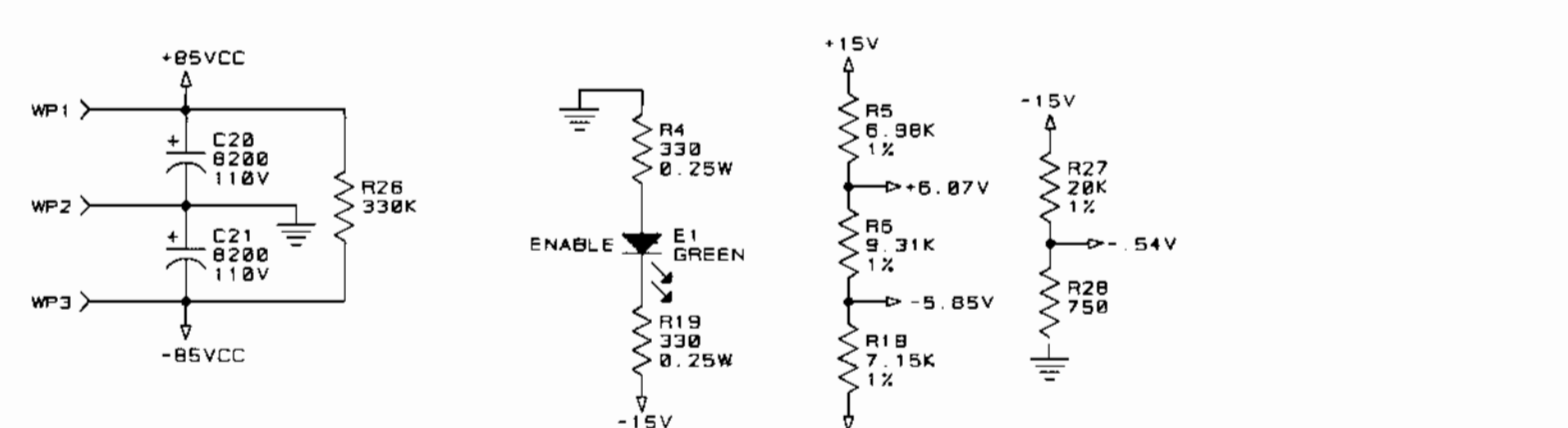 +85VCC
WP1
+ C20
8200
110V
R26
330K
WP2
+ C21
8200
110V
WP3
-85VCC
R4
330
0.25W
ENABLE
E1
GREEN
R19
330
0.25W
-15V
+15V
R5
6.98K
1%
+6.07V
R6
9.31K
1%
-5.85V
R18
7.15K
1%
-15V
R27
20K
1%
-.54V
R28
750